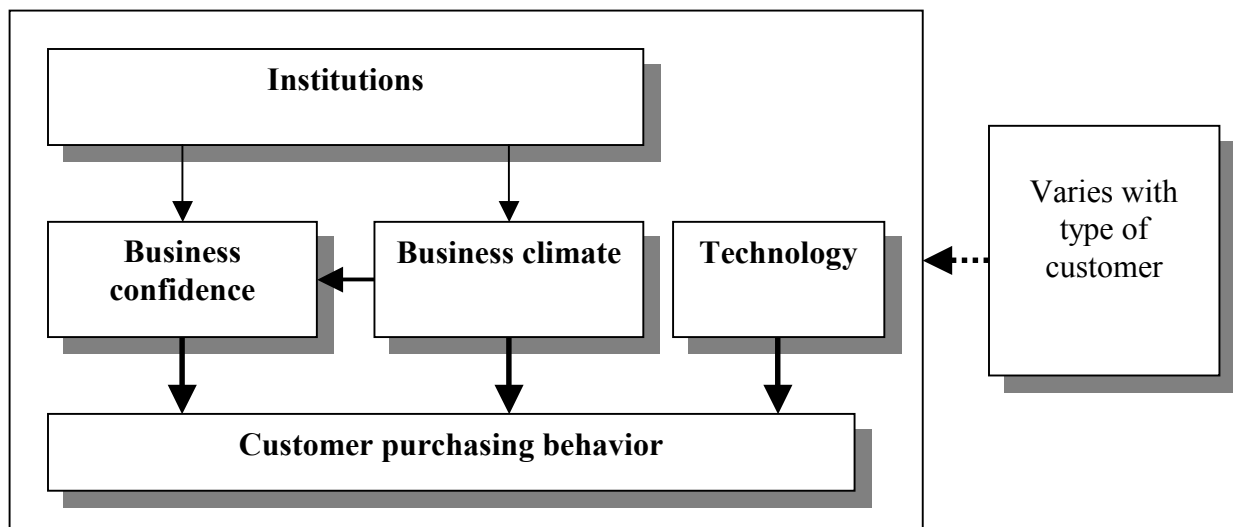 Institutions
Business
confidence
Business climate
Technology
Varies with
type of
customer
Customer purchasing behavior